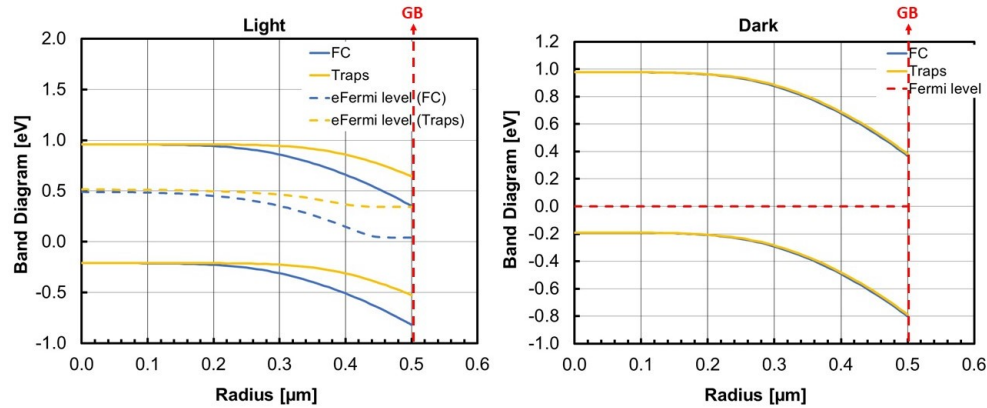 GB
Light
2.0
1.5
1.0
0.5
0.0
-0.5
-1.0
Band Diagram [eV]
FC
Traps
eFermi level (FC)
eFermi level (Traps)
0.0 0.1 0.2 0.3 0.4 0.5 0.6
Radius [µm]
GB
Dark
1.2
1.0
0.8
0.6
0.4
0.2
0.0
-0.2
-0.4
-0.6
-0.8
-1.0
Band Diagram [eV]
FC
Traps
Fermi level
0.0 0.1 0.2 0.3 0.4 0.5 0.6
Radius [µm]